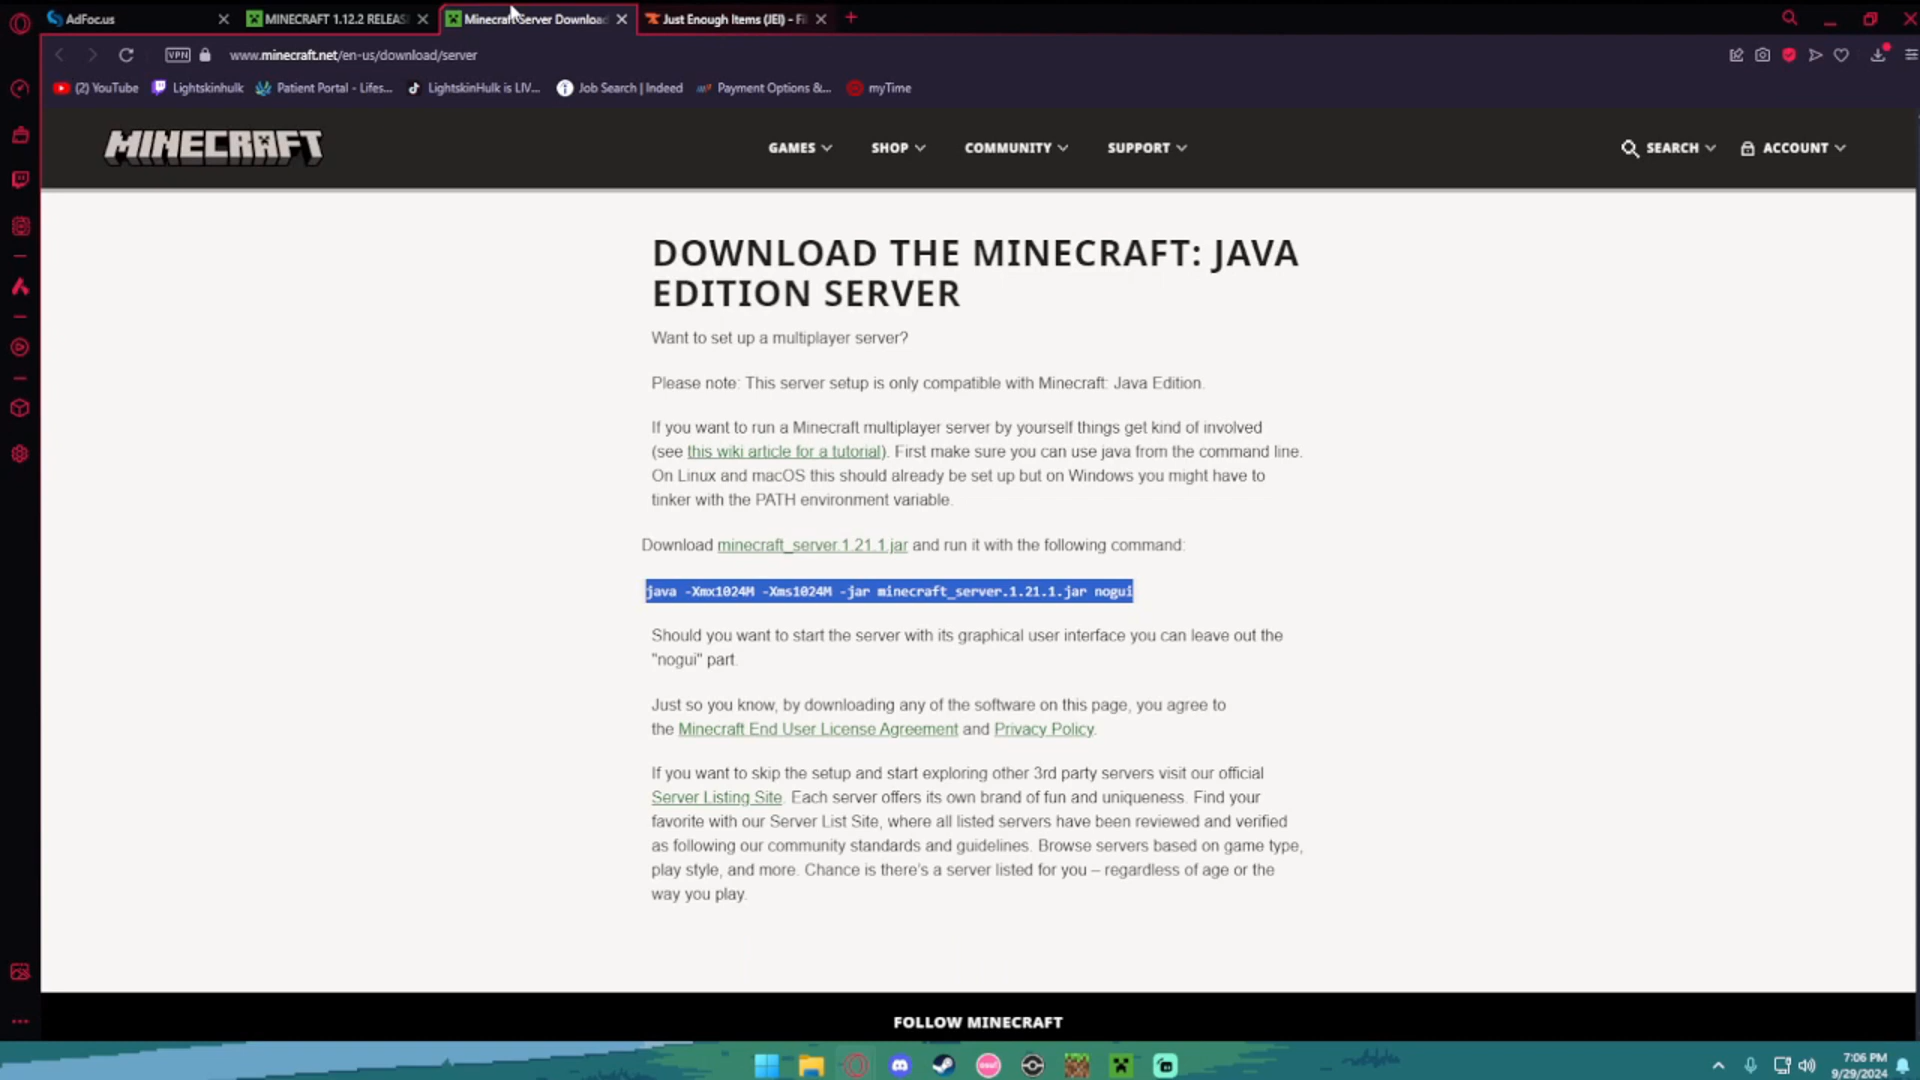 AdFoc.us
MINECRAFT 1.12.2 RELEAS
Minecraft Server Download
Just Enough Items (JEI) - Fi
VPN
www.minecraft.net/en-us/download/server
(2) YouTube
Lightskinhulk
Patient Portal - Lifes...
LightskinHulk is LIV...
Job Search | Indeed
Payment Options &...
myTime
MINECRAFT
GAMES
SHOP
COMMUNITY
SUPPORT
SEARCH
ACCOUNT
DOWNLOAD THE MINECRAFT: JAVA
EDITION SERVER
Want to set up a multiplayer server?
Please note: This server setup is only compatible with Minecraft: Java Edition.
If you want to run a Minecraft multiplayer server by yourself things get kind of involved
(see this wiki article for a tutorial). First make sure you can use java from the command line.
On Linux and macOS this should already be set up but on Windows you might have to
tinker with the PATH environment variable.
Download minecraft_server.1.21.1.jar and run it with the following command:
java -Xmx1024M -Xms1024M -jar minecraft_server.1.21.1.jar nogui
Should you want to start the server with its graphical user interface you can leave out the
"nogui" part.
Just so you know, by downloading any of the software on this page, you agree to
the Minecraft End User License Agreement and Privacy Policy.
If you want to skip the setup and start exploring other 3rd party servers visit our official
Server Listing Site. Each server offers its own brand of fun and uniqueness. Find your
favorite with our Server List Site, where all listed servers have been reviewed and verified
as following our community standards and guidelines. Browse servers based on game type,
play style, and more. Chance is there's a server listed for you – regardless of age or the
way you play.
FOLLOW MINECRAFT
7:06 PM
9/29/2024